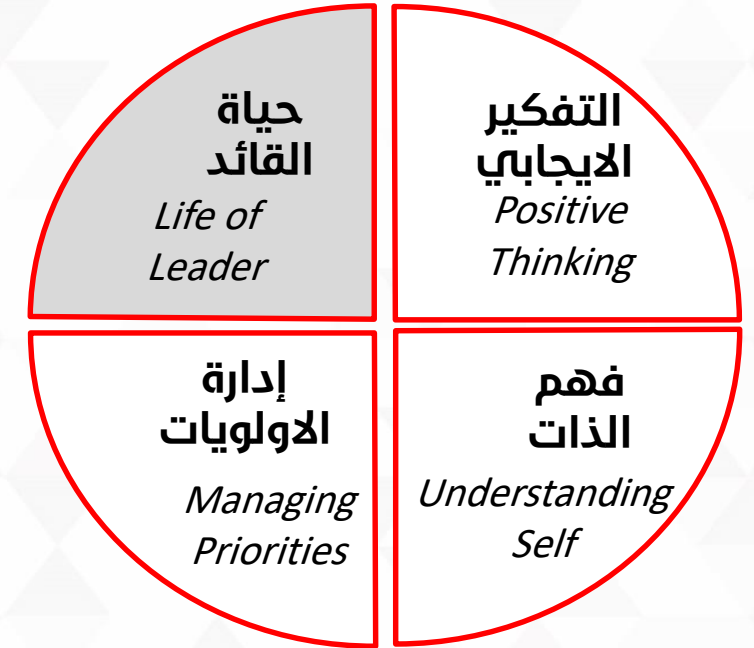 حياة
القائد
Life of
Leader
التفكير
الايجابي
Positive
Thinking
إدارة
الاولويات
Managing
Priorities
فهم
الذات
Understanding
Self